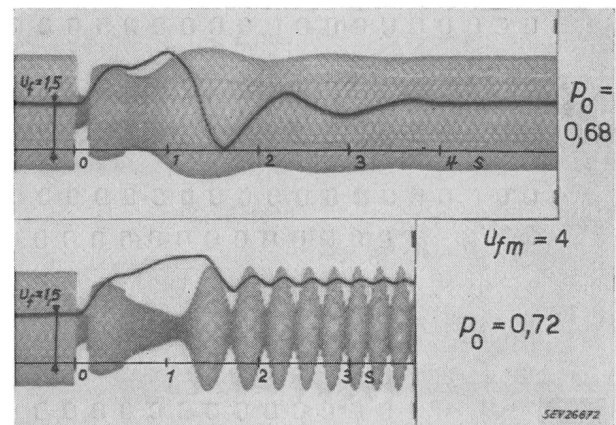 u_f=1,5
0 1 2 3 4 s
p_0 =
0,68
u_fm = 4
u_f=1,5
p_0 = 0,72
0 1 2 3 s
SEV26672